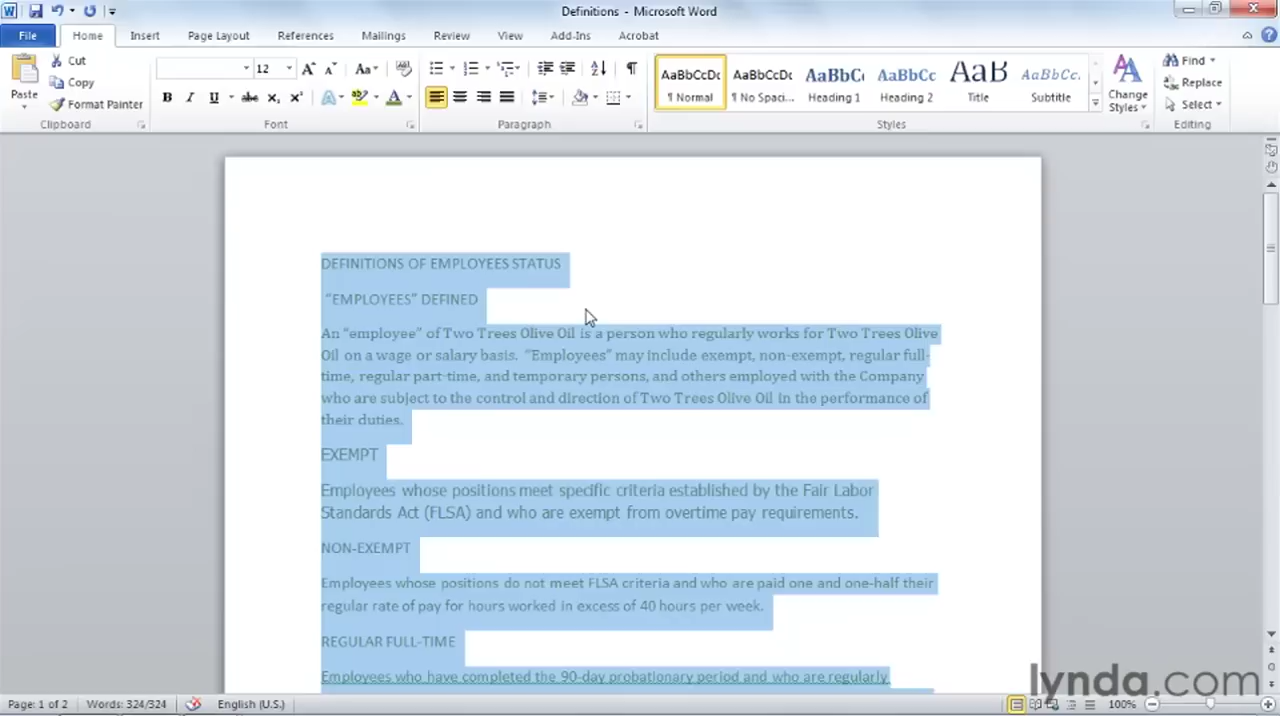 Definitions - Microsoft Word
File Home Insert Page Layout References Mailings Review View Add-Ins Acrobat
Paste
Cut
Copy
Format Painter
Clipboard
12
Font
Paragraph
AaBbCcDc AaBbCcDc AaBbC AaBbCc AaB AaBbCc.
¶ Normal ¶ No Spaci... Heading 1 Heading 2 Title Subtitle
Change
Styles
Styles
Find
Replace
Select
Editing
DEFINITIONS OF EMPLOYEES STATUS
“EMPLOYEES” DEFINED
An “employee” of Two Trees Olive Oil is a person who regularly works for Two Trees Olive
Oil on a wage or salary basis. “Employees” may include exempt, non-exempt, regular full-
time, regular part-time, and temporary persons, and others employed with the Company
who are subject to the control and direction of Two Trees Olive Oil in the performance of
their duties.
EXEMPT
Employees whose positions meet specific criteria established by the Fair Labor
Standards Act (FLSA) and who are exempt from overtime pay requirements.
NON-EXEMPT
Employees whose positions do not meet FLSA criteria and who are paid one and one-half their
regular rate of pay for hours worked in excess of 40 hours per week.
REGULAR FULL-TIME
Employees who have completed the 90-day probationary period and who are regularly
lynda.com
Page: 1 of 2 Words: 324/324 English (U.S.) 100%